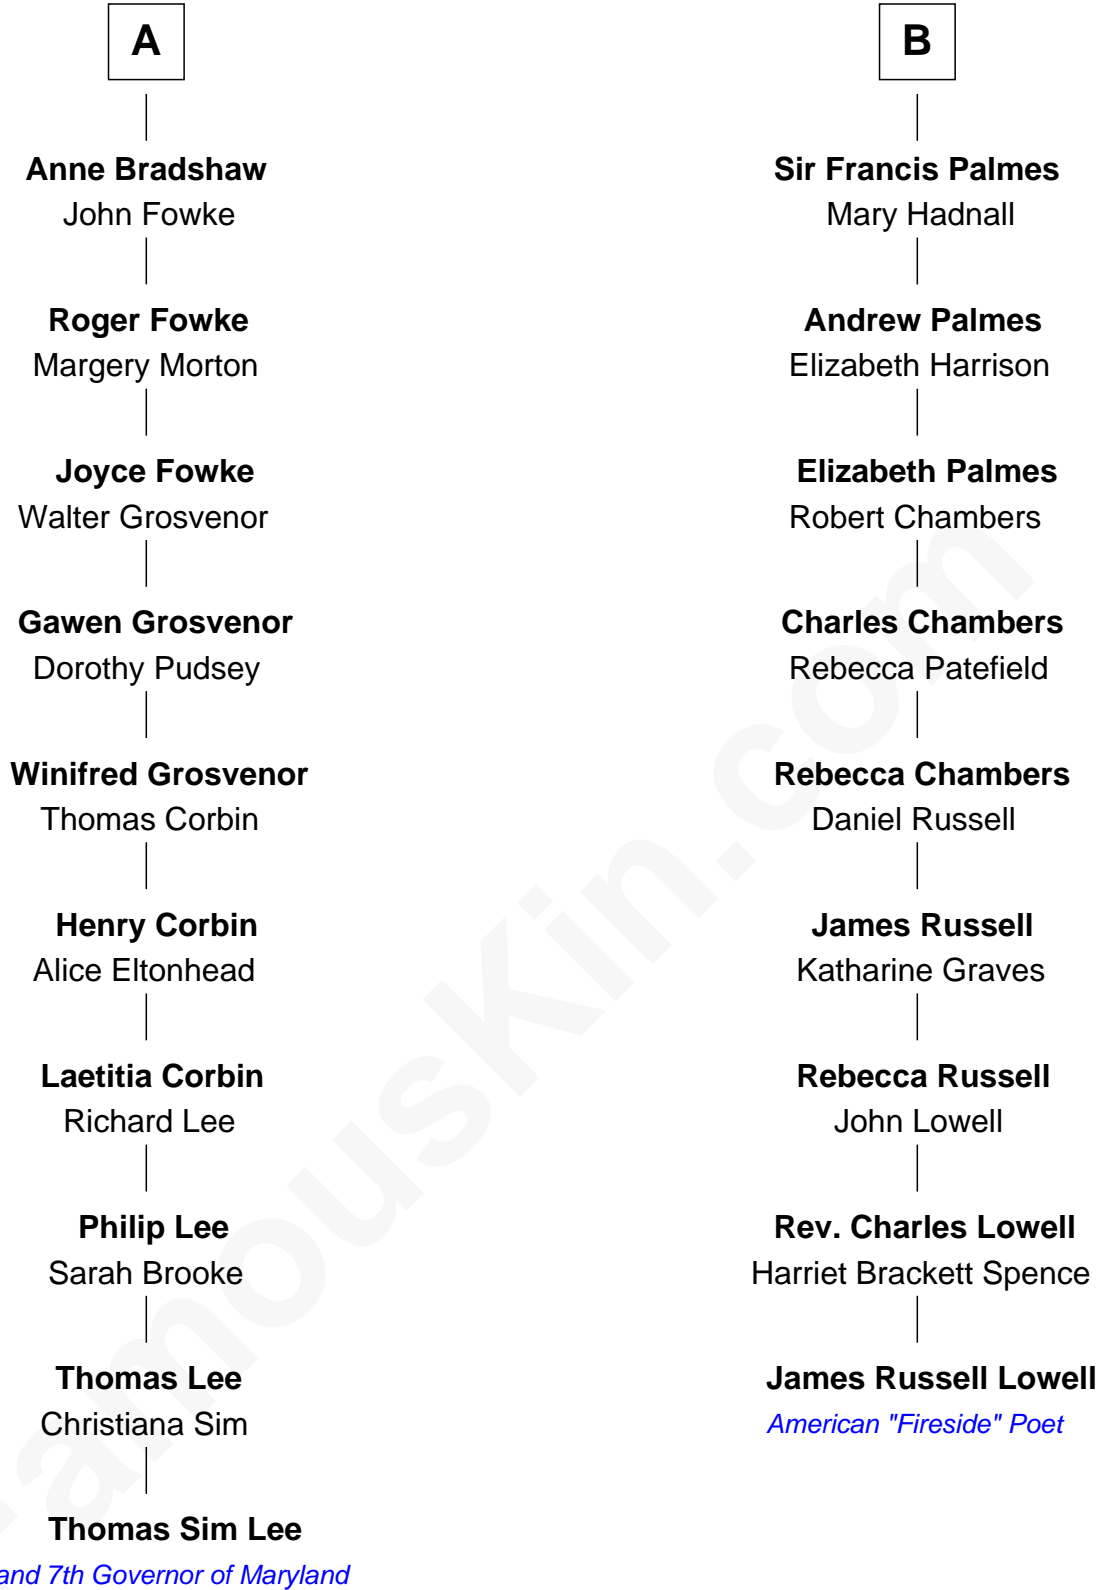 A
Anne Bradshaw
John Fowke
Roger Fowke
Margery Morton
Joyce Fowke
Walter Grosvenor
Gawen Grosvenor
Dorothy Pudsey
Winifred Grosvenor
Thomas Corbin
Henry Corbin
Alice Eltonhead
Laetitia Corbin
Richard Lee
Philip Lee
Sarah Brooke
Thomas Lee
Christiana Sim
Thomas Sim Lee
and 7th Governor of Maryland
B
Sir Francis Palmes
Mary Hadnall
Andrew Palmes
Elizabeth Harrison
Elizabeth Palmes
Robert Chambers
Charles Chambers
Rebecca Patefield
Rebecca Chambers
Daniel Russell
James Russell
Katharine Graves
Rebecca Russell
John Lowell
Rev. Charles Lowell
Harriet Brackett Spence
James Russell Lowell
American "Fireside" Poet
amouskin.com